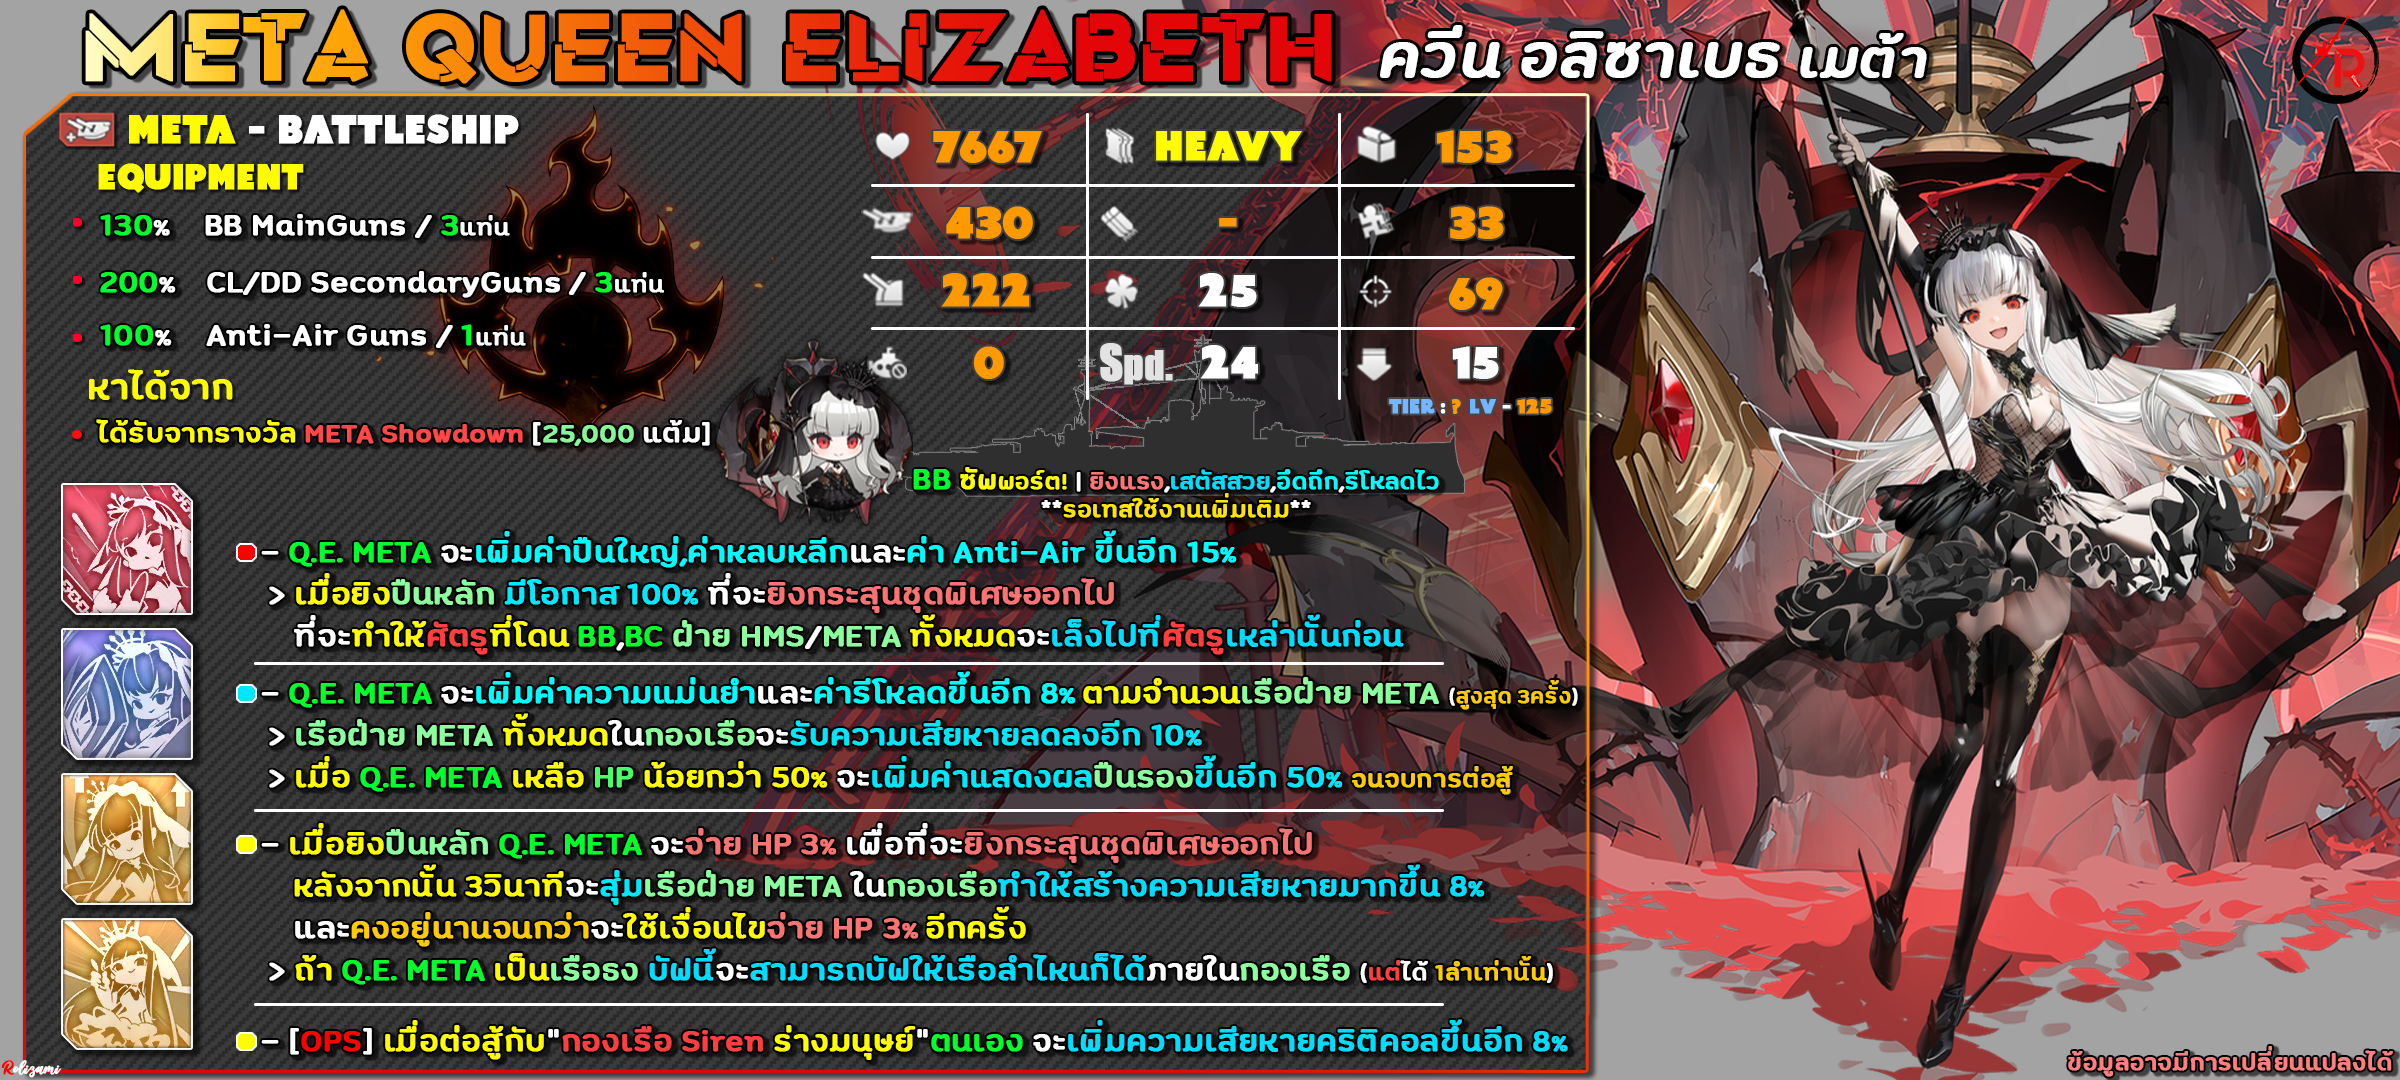 META QUEEN ELIZABETH ควีน อลิซาเบธ เมต้า
META - BATTLESHIP
EQUIPMENT
130% BB MainGuns / 3แท่น
200% CL/DD SecondaryGuns / 3แท่น
100% Anti-Air Guns / 1แท่น
หาได้จาก
ได้รับจากรางวัล META Showdown [25,000 แต้ม]
7667 HEAVY 153
430 - 33
222 25 69
0 Spd. 24 15
TIER : ? LV - 125
BB ซัฟพอร์ต! | ยิงแรง,เสตัสสวย,อึดถึก,รีโหลดไว
**รอเทสใช้งานเพิ่มเติม**
- Q.E. META จะเพิ่มค่าปืนใหญ่,ค่าหลบหลีกและค่า Anti-Air ขึ้นอีก 15%
> เมื่อยิงปืนหลัก มีโอกาส 100% ที่จะยิงกระสุนชุดพิเศษออกไป
ที่จะทำให้ศัตรูที่โดน BB,BC ฝ่าย HMS/META ทั้งหมดจะเล็งไปที่ศัตรูเหล่านั้นก่อน
- Q.E. META จะเพิ่มค่าความแม่นยำและค่ารีโหลดขึ้นอีก 8% ตามจำนวนเรือฝ่าย META (สูงสุด 3ครั้ง)
> เรือฝ่าย META ทั้งหมดในกองเรือจะรับความเสียหายลดลงอีก 10%
> เมื่อ Q.E. META เหลือ HP น้อยกว่า 50% จะเพิ่มค่าแสดงผลปืนรองขึ้นอีก 50% จนจบการต่อสู้
- เมื่อยิงปืนหลัก Q.E. META จะจ่าย HP 3% เพื่อที่จะยิงกระสุนชุดพิเศษออกไป
หลังจากนั้น 3วินาทีจะสุ่มเรือฝ่าย META ในกองเรือทำให้สร้างความเสียหายมากขึ้น 8%
และคงอยู่นานจนกว่าจะใช้เงื่อนไขจ่าย HP 3% อีกครั้ง
> ถ้า Q.E. META เป็นเรือธง บัฟนี้จะสามารถบัฟให้เรือลำไหนก็ได้ภายในกองเรือ (แต่ได้ 1ลำเท่านั้น)
- [OPS] เมื่อต่อสู้กับ"กองเรือ Siren ร่างมนุษย์"ตนเอง จะเพิ่มความเสียหายคริติคอลขึ้นอีก 8%
Rolizami
ข้อมูลอาจมีการเปลี่ยนแปลงได้